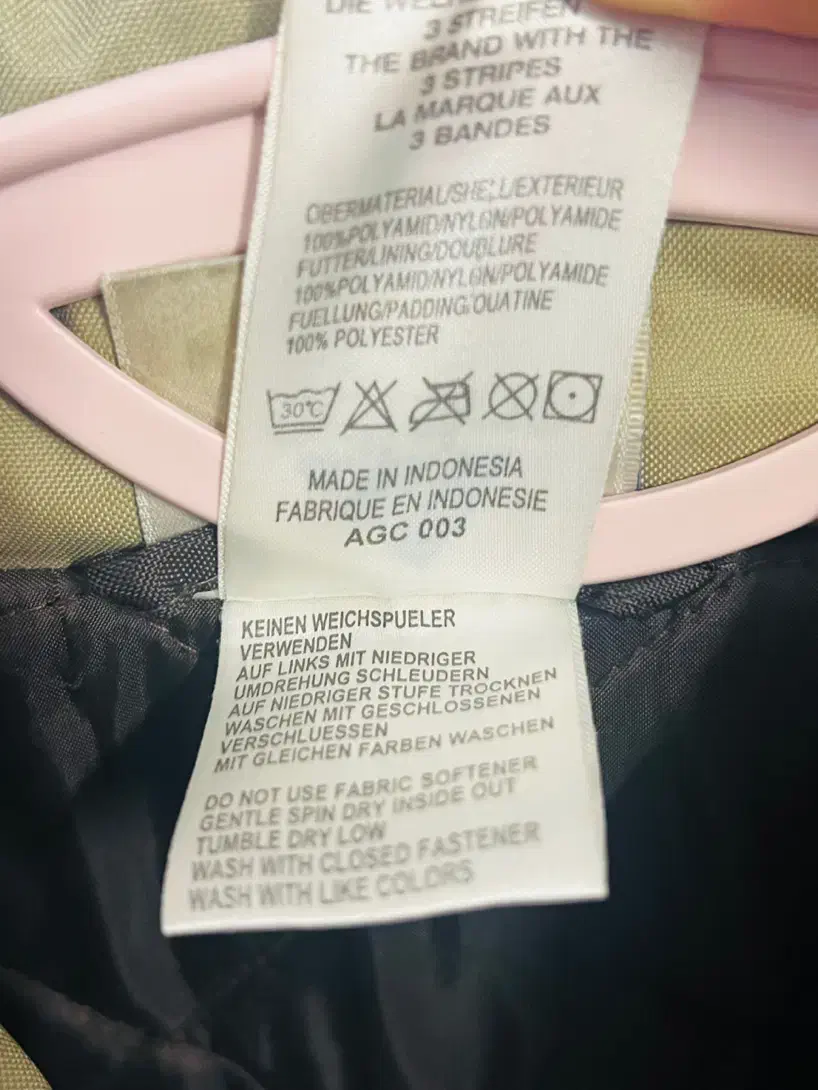 DIE WEL
3 STREIFEN
THE BRAND WITH THE
3 STRIPES
LA MARQUE AUX
3 BANDES
OBERMATERIAL/SHELL/EXTERIEUR
100%POLYAMID/NYLON/POLYAMIDE
FUTTER/LINING/DOUBLURE
100%POLYAMID/NYLON/POLYAMIDE
FUELLUNG/PADDING/OUATINE
100% POLYESTER
30°C
MADE IN INDONESIA
FABRIQUE EN INDONESIE
AGC 003
KEINEN WEICHSPUELER
VERWENDEN
AUF LINKS MIT NIEDRIGER
UMDREHUNG SCHLEUDERN
AUF NIEDRIGER STUFE TROCKNEN
WASCHEN MIT GESCHLOSSENEN
VERSCHLUESSEN
MIT GLEICHEN FARBEN WASCHEN
DO NOT USE FABRIC SOFTENER
GENTLE SPIN DRY INSIDE OUT
TUMBLE DRY LOW
WASH WITH CLOSED FASTENER
WASH WITH LIKE COLORS